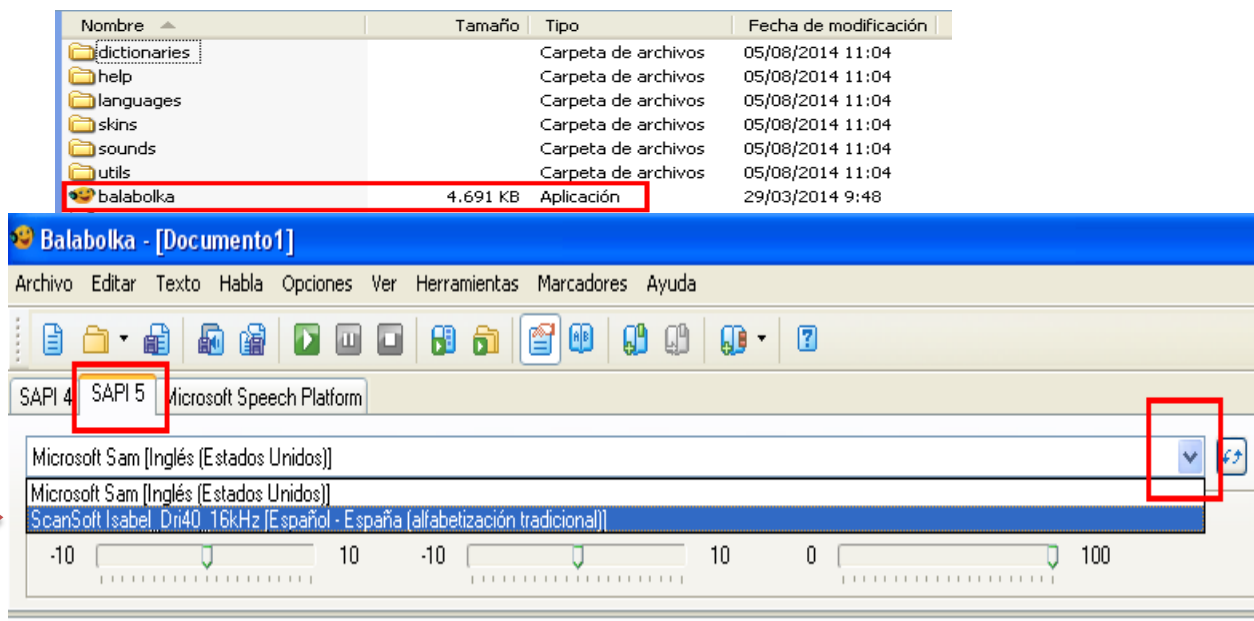 Nombre Tamaño Tipo Fecha de modificación
dictionaries Carpeta de archivos 05/08/2014 11:04
help Carpeta de archivos 05/08/2014 11:04
languages Carpeta de archivos 05/08/2014 11:04
skins Carpeta de archivos 05/08/2014 11:04
sounds Carpeta de archivos 05/08/2014 11:04
utils Carpeta de archivos 05/08/2014 11:04
balabolka 4.691 KB Aplicación 29/03/2014 9:48
Balabolka - [Documento1]
Archivo Editar Texto Habla Opciones Ver Herramientas Marcadores Ayuda
SAPI 4 SAPI 5 Microsoft Speech Platform
Microsoft Sam [Inglés (Estados Unidos)]
Microsoft Sam [Inglés (Estados Unidos)]
ScanSoft Isabel_Dri40_16kHz [Español - España (alfabetización tradicional)]
-10 10 -10 10 0 100